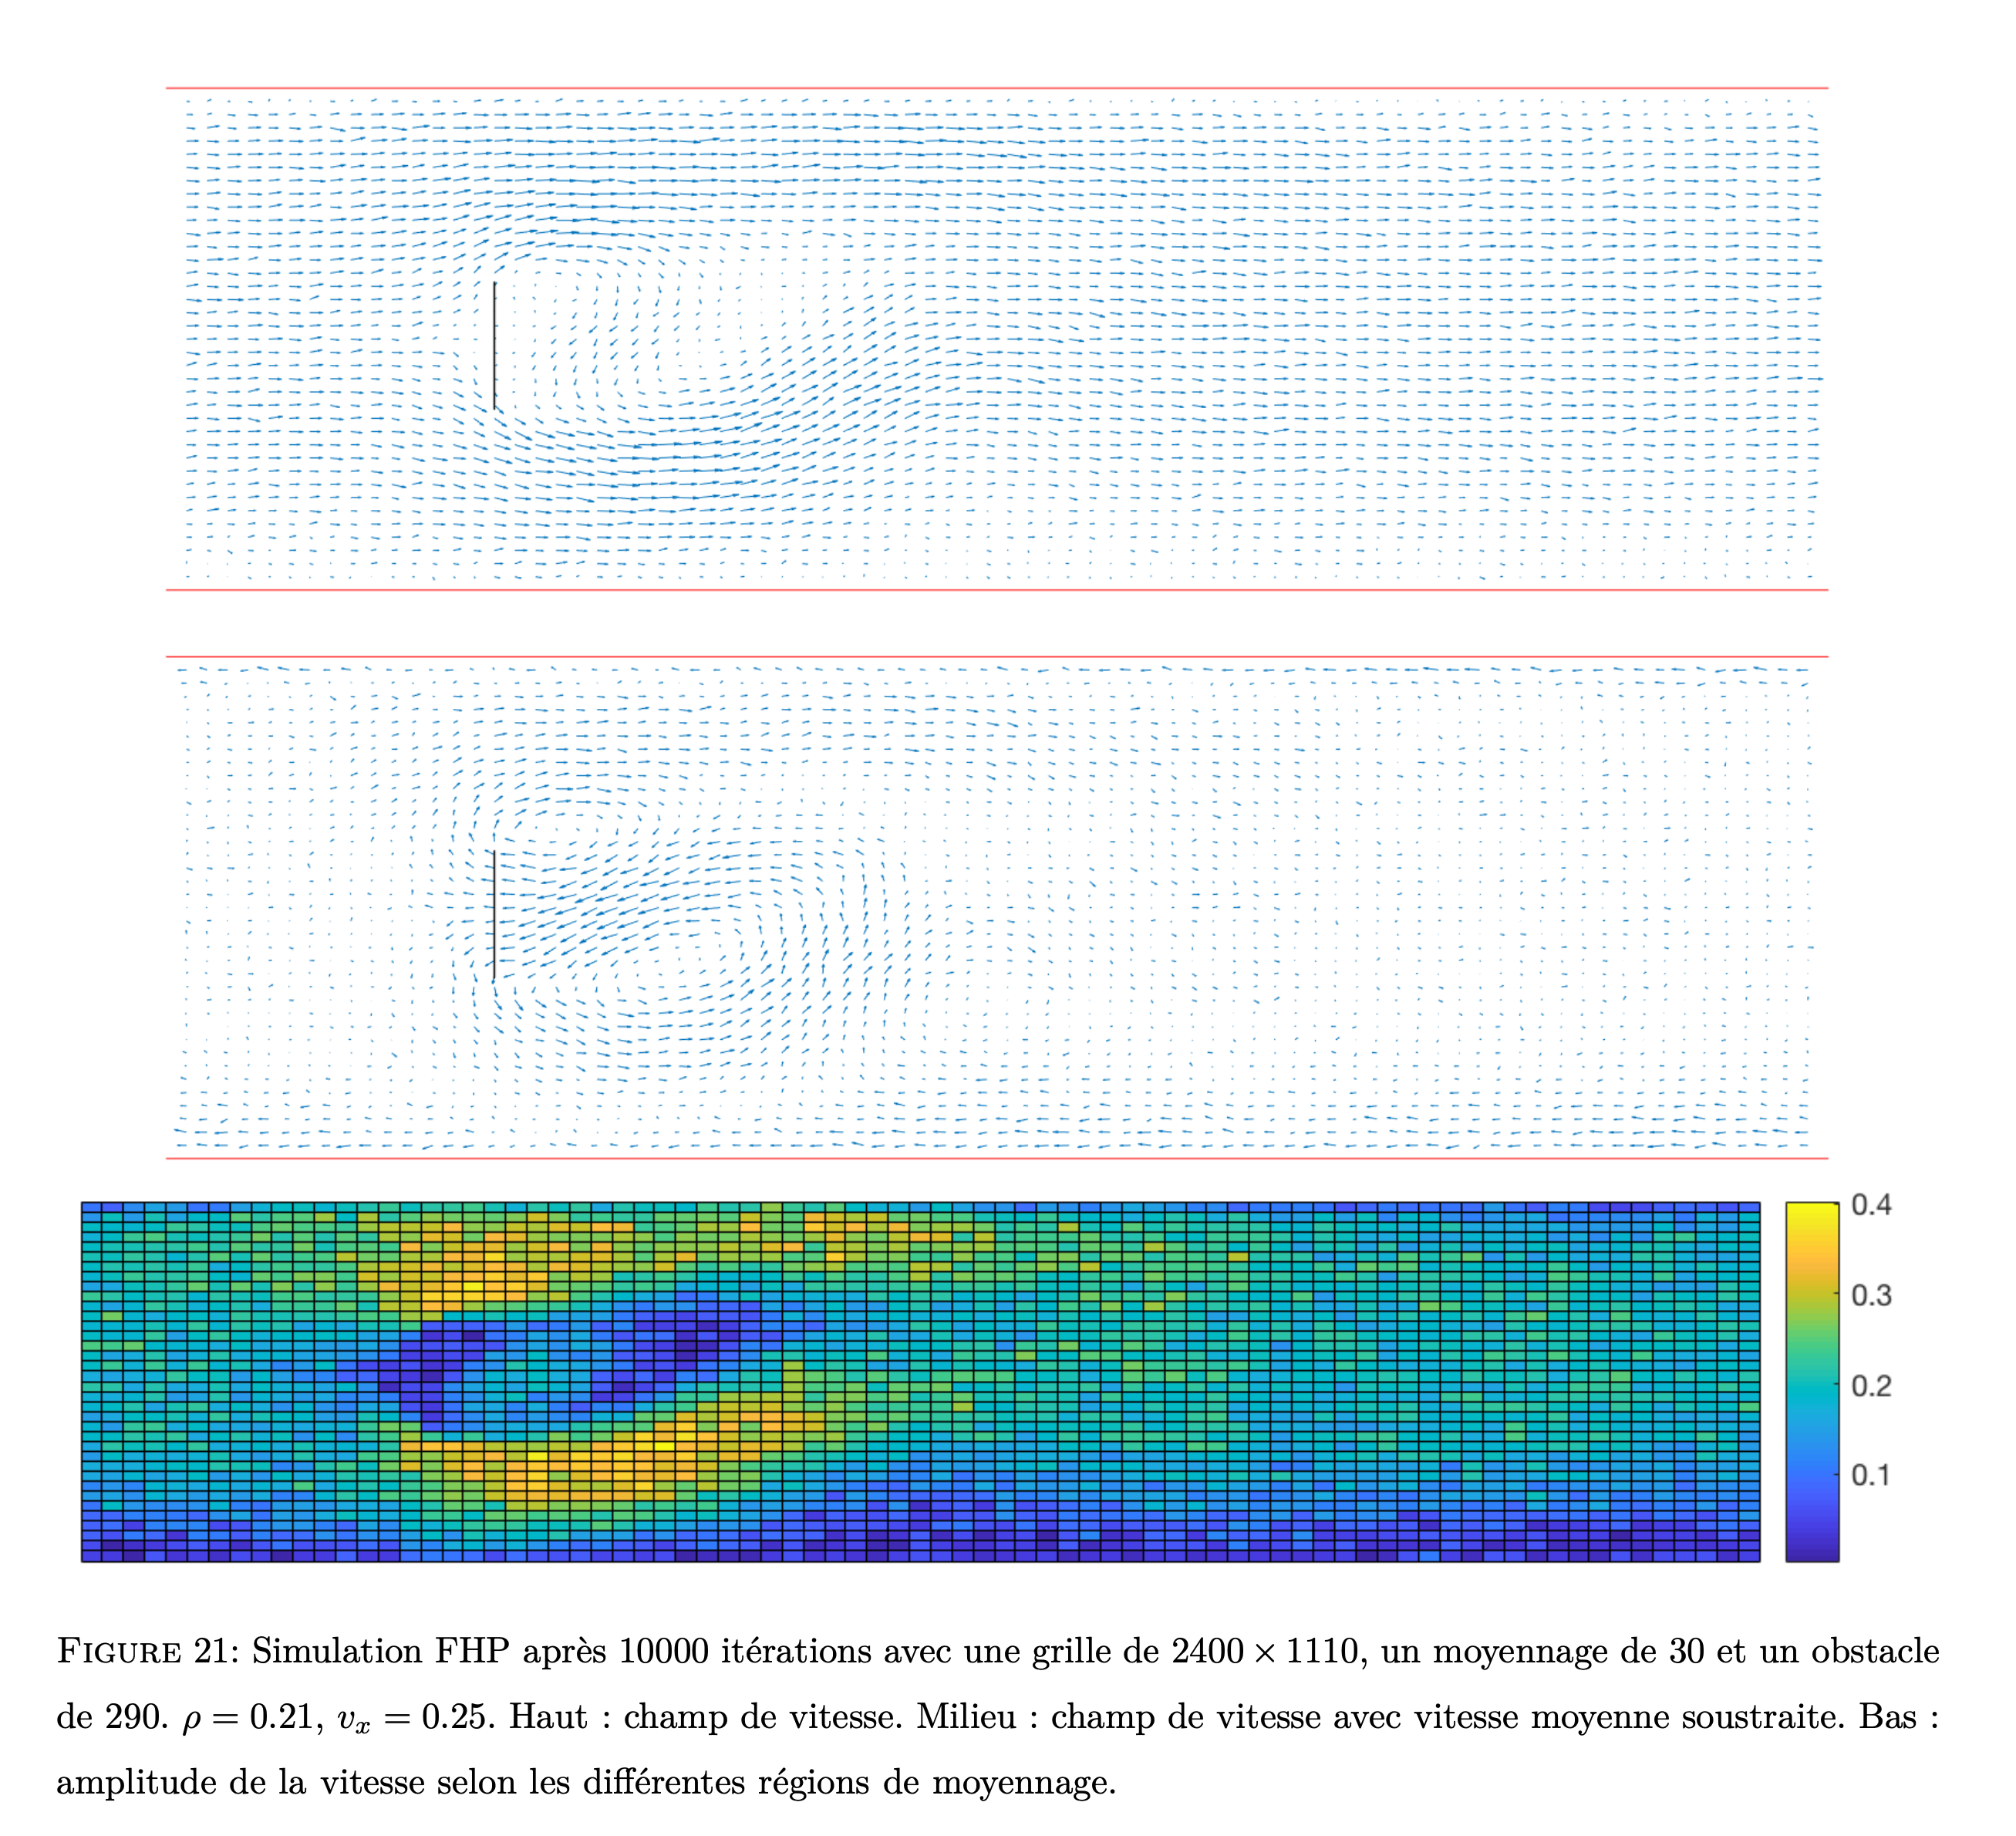 0.4
0.3
0.2
0.1
FIGURE 21: Simulation FHP après 10000 itérations avec une grille de 2400 × 1110, un moyennage de 30 et un obstacle
de 290. ρ = 0.21, vₓ = 0.25. Haut : champ de vitesse. Milieu : champ de vitesse avec vitesse moyenne soustraite. Bas :
amplitude de la vitesse selon les différentes régions de moyennage.